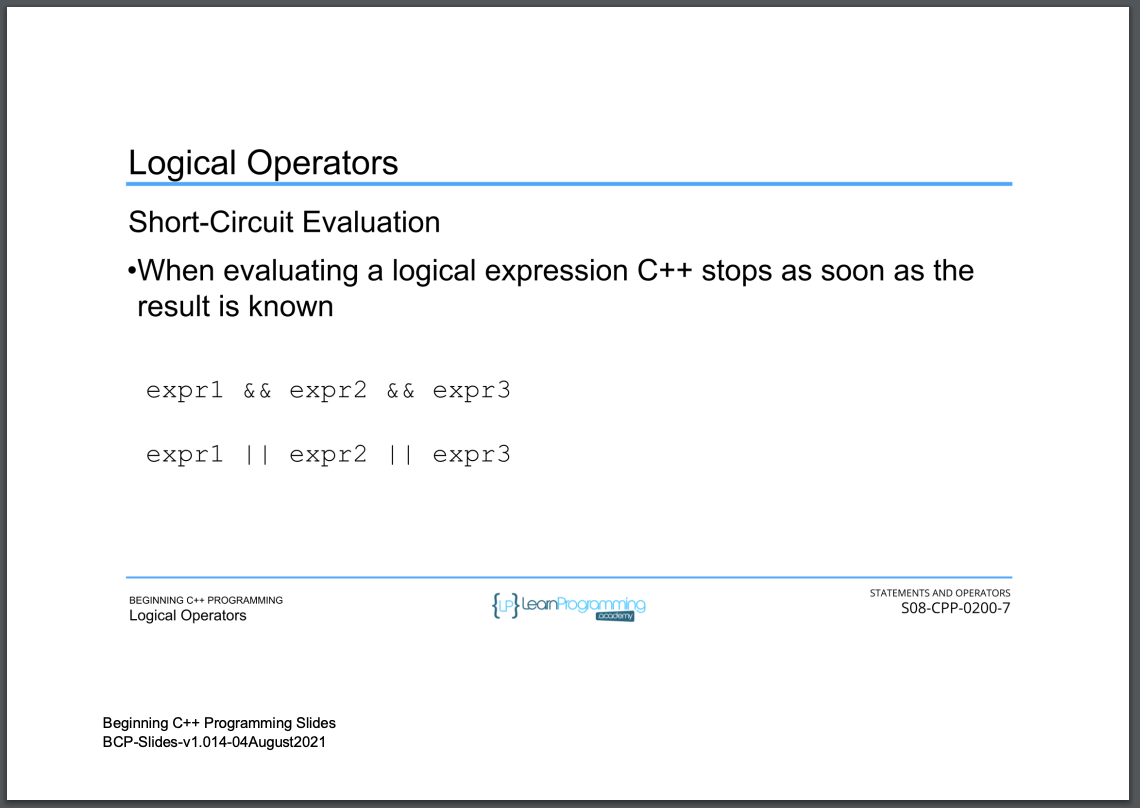 Logical Operators
Short-Circuit Evaluation
•When evaluating a logical expression C++ stops as soon as the
result is known
expr1 && expr2 && expr3
expr1 || expr2 || expr3
BEGINNING C++ PROGRAMMING
Logical Operators
{LP}LearnProgramming
academy
STATEMENTS AND OPERATORS
S08-CPP-0200-7
Beginning C++ Programming Slides
BCP-Slides-v1.014-04August2021